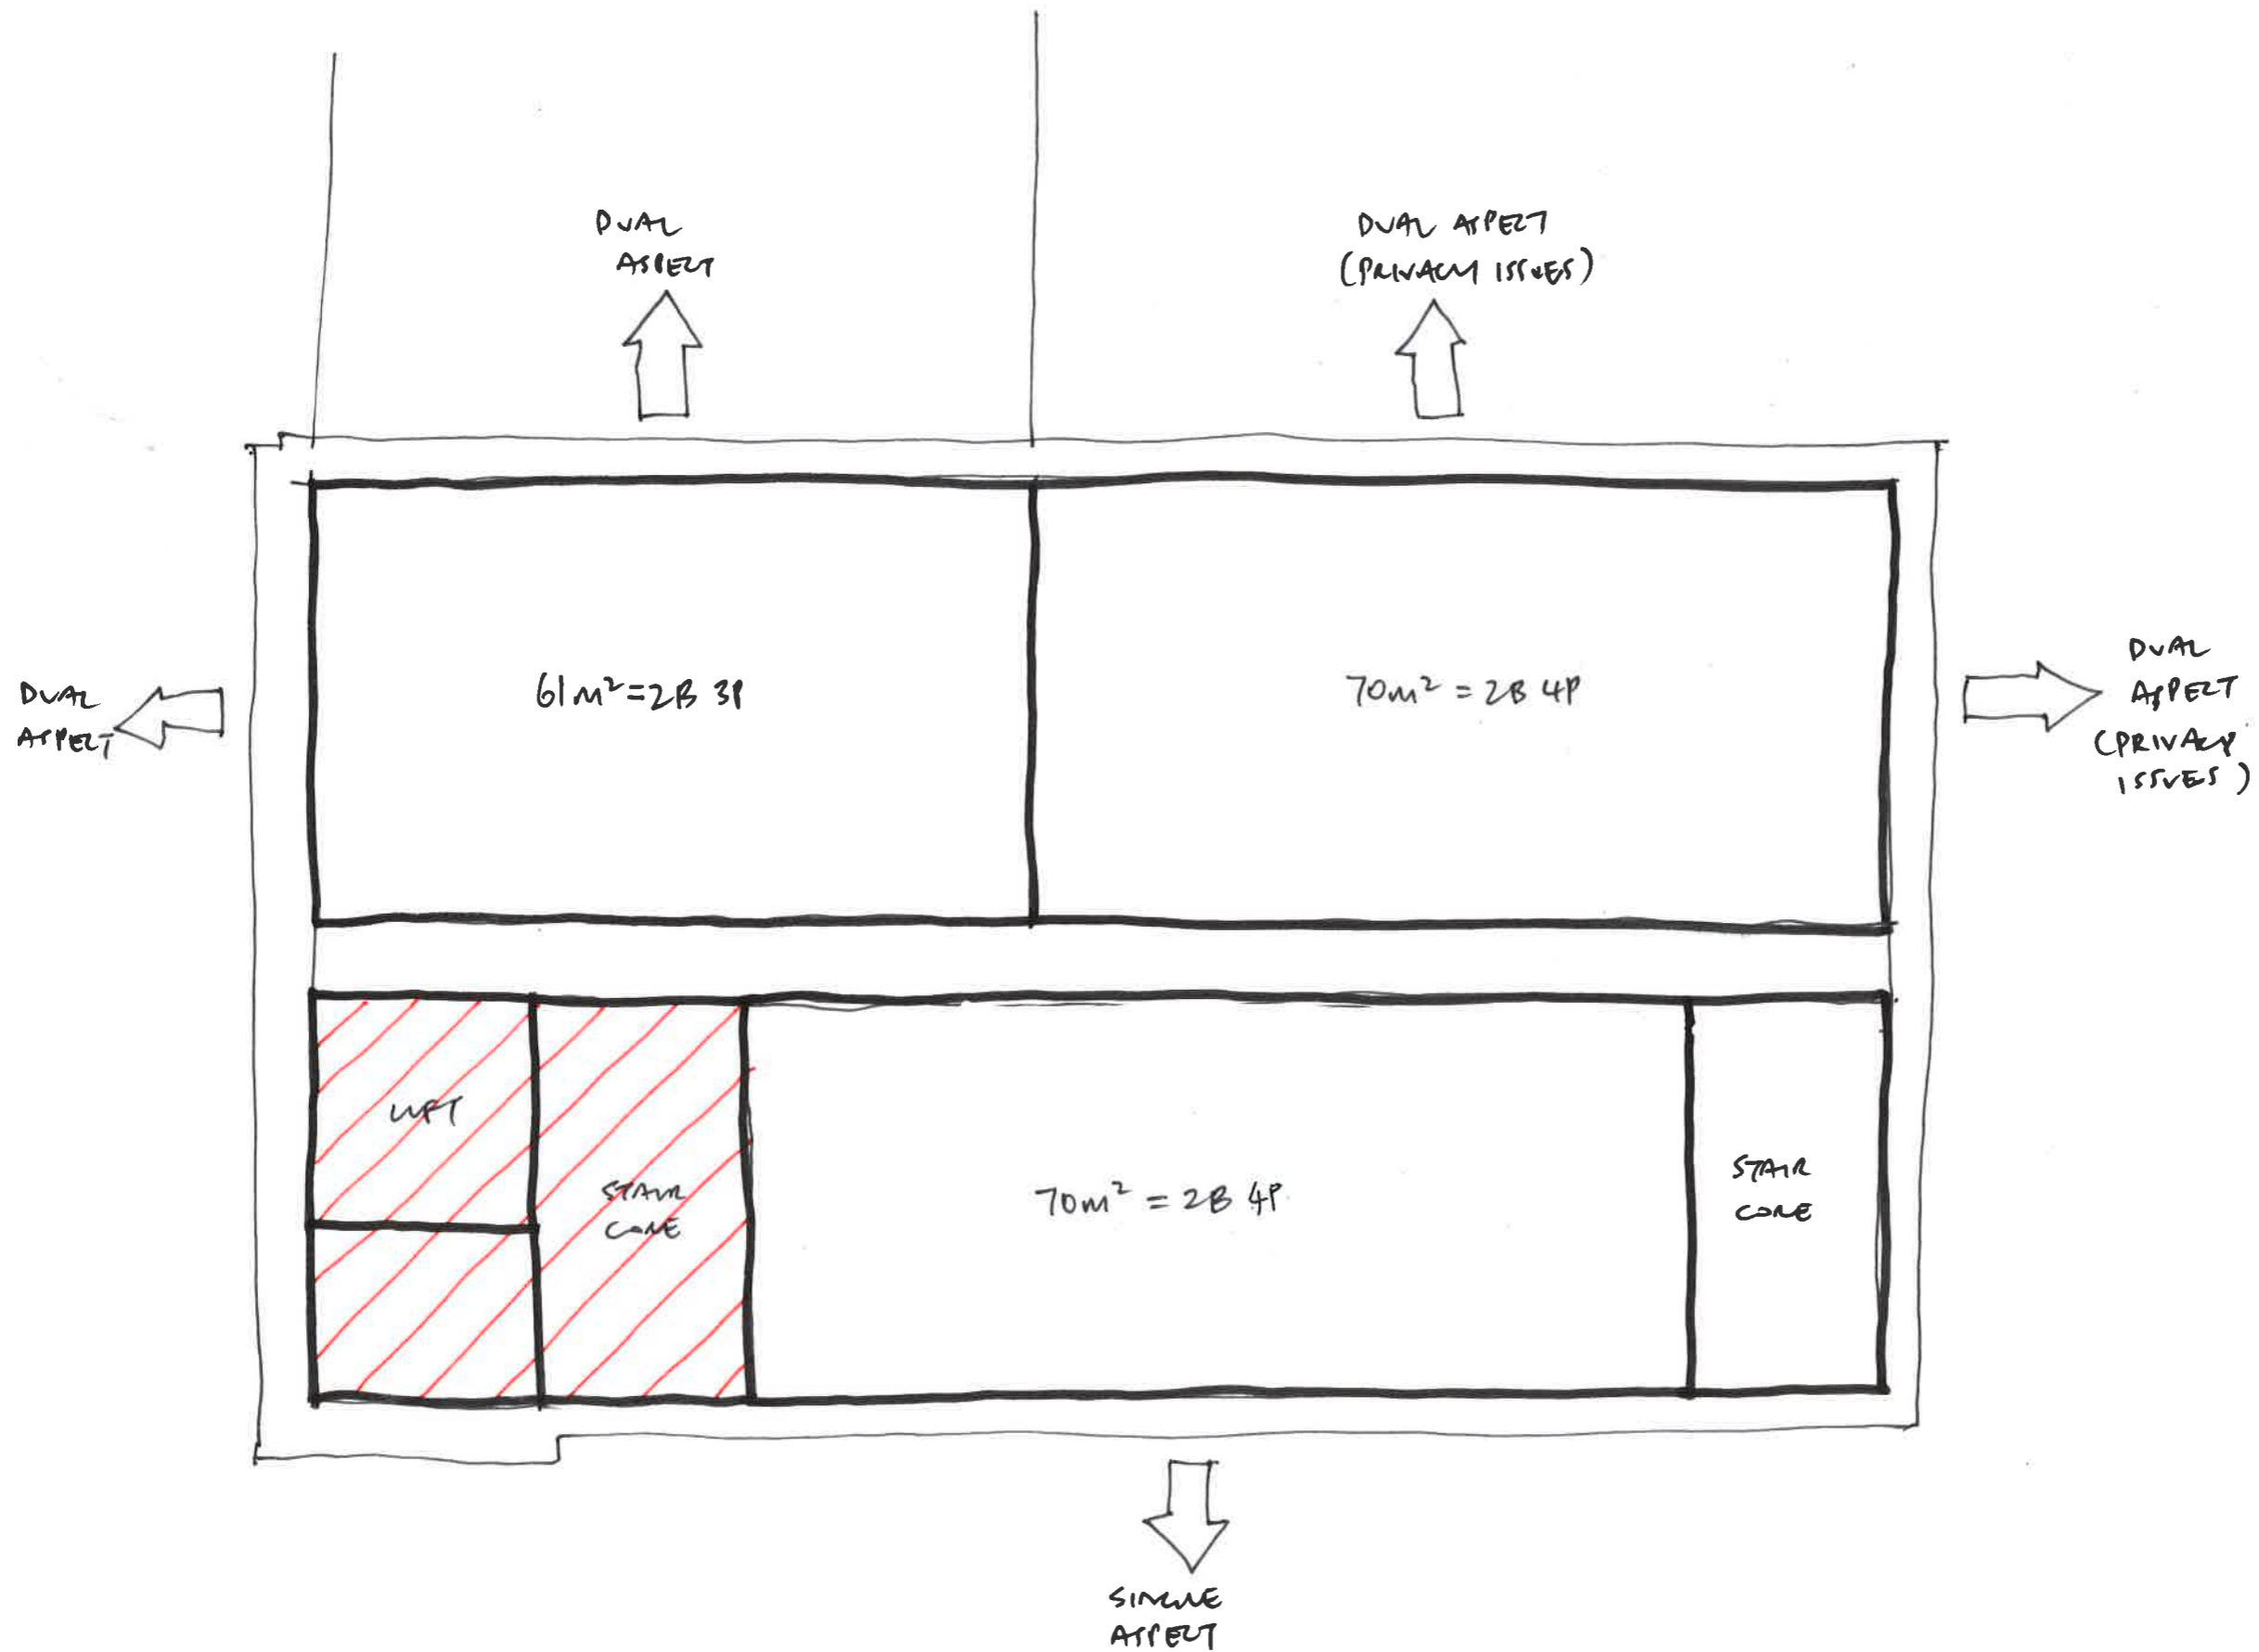 DUAL
ASPECT
DUAL ASPECT
(PRIVACY ISSUES)
DUAL
ASPECT
61m² = 2B 3P
70m² = 2B 4P
DUAL
ASPECT
(PRIVACY
ISSUES)
LIFT
STAIR
CORE
70m² = 2B 4P
STAIR
CORE
SINGLE
ASPECT